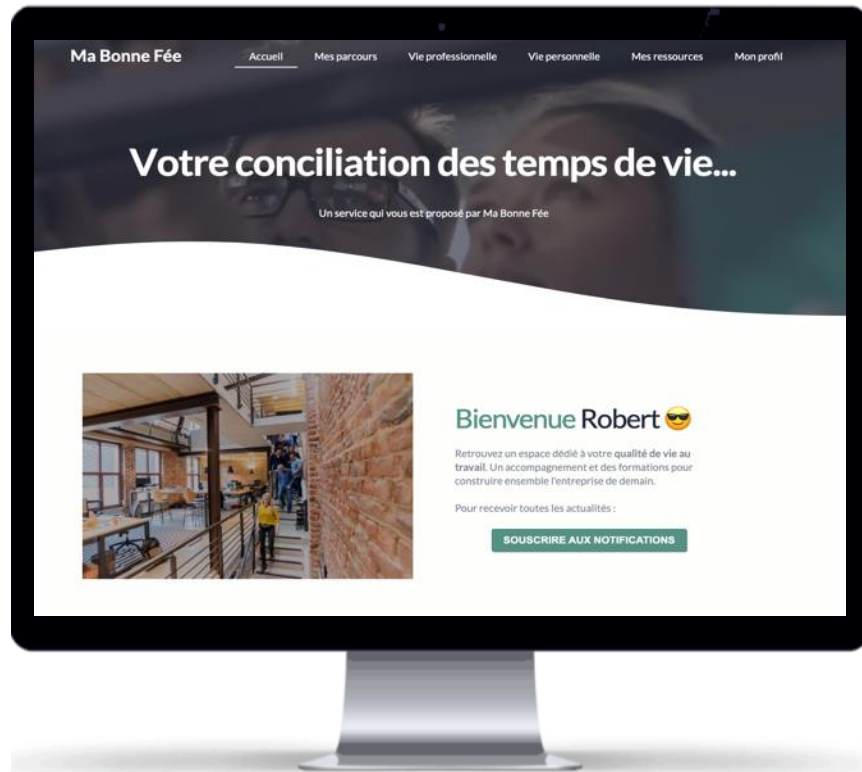 Ma Bonne Fée
Accueil Mes parcours Vie professionnelle Vie personnelle Mes ressources Mon profil
Votre conciliation des temps de vie...
Un service qui vous est proposé par Ma Bonne Fée
Bienvenue Robert 😎
Retrouvez un espace dédié à votre qualité de vie au
travail. Un accompagnement et des formations pour
construire ensemble l'entreprise de demain.
Pour recevoir toutes les actualités :
SOUSCRIRE AUX NOTIFICATIONS